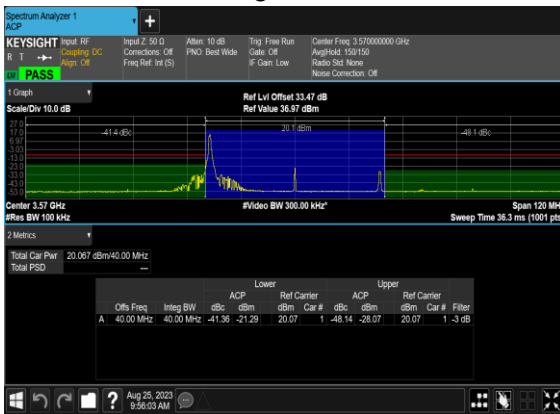 Spectrum Analyzer 1
ACP
+
KEYSIGHT Input: RF Input Z: 50 Ω Atten: 10 dB Trig: Free Run Center Freq: 3.570000000 GHz
R T Coupling: DC Corrections: Off PNO: Best Wide Gate: Off Avg|Hold: 150/150
Align: Off Freq Ref: Int (S) IF Gain: Low Radio Std: None
LV PASS Noise Correction: Off
1 Graph
Ref Lvl Offset 33.47 dB
Scale/Div 10.0 dB Ref Value 36.97 dBm
27.0
17.0 -41.4 dBc 20.1 dBm -48.1 dBc
6.97
-3.03
-13.0
-23.0
-33.0
-43.0
-53.0
Center 3.57 GHz #Video BW 300.00 kHz* Span 120 MH
#Res BW 100 kHz Sweep Time 36.3 ms (1001 pts
2 Metrics
Total Car Pwr 20.067 dBm/40.00 MHz
Total PSD ---
Lower Upper
ACP Ref Carrier ACP Ref Carrier
Offs Freq Integ BW dBc dBm dBm Car # dBc dBm dBm Car # Filter
A 40.00 MHz 40.00 MHz -41.36 -21.29 20.07 1 -48.14 -28.07 20.07 1 -3 dB
? Aug 25, 2023
9:56:03 AM